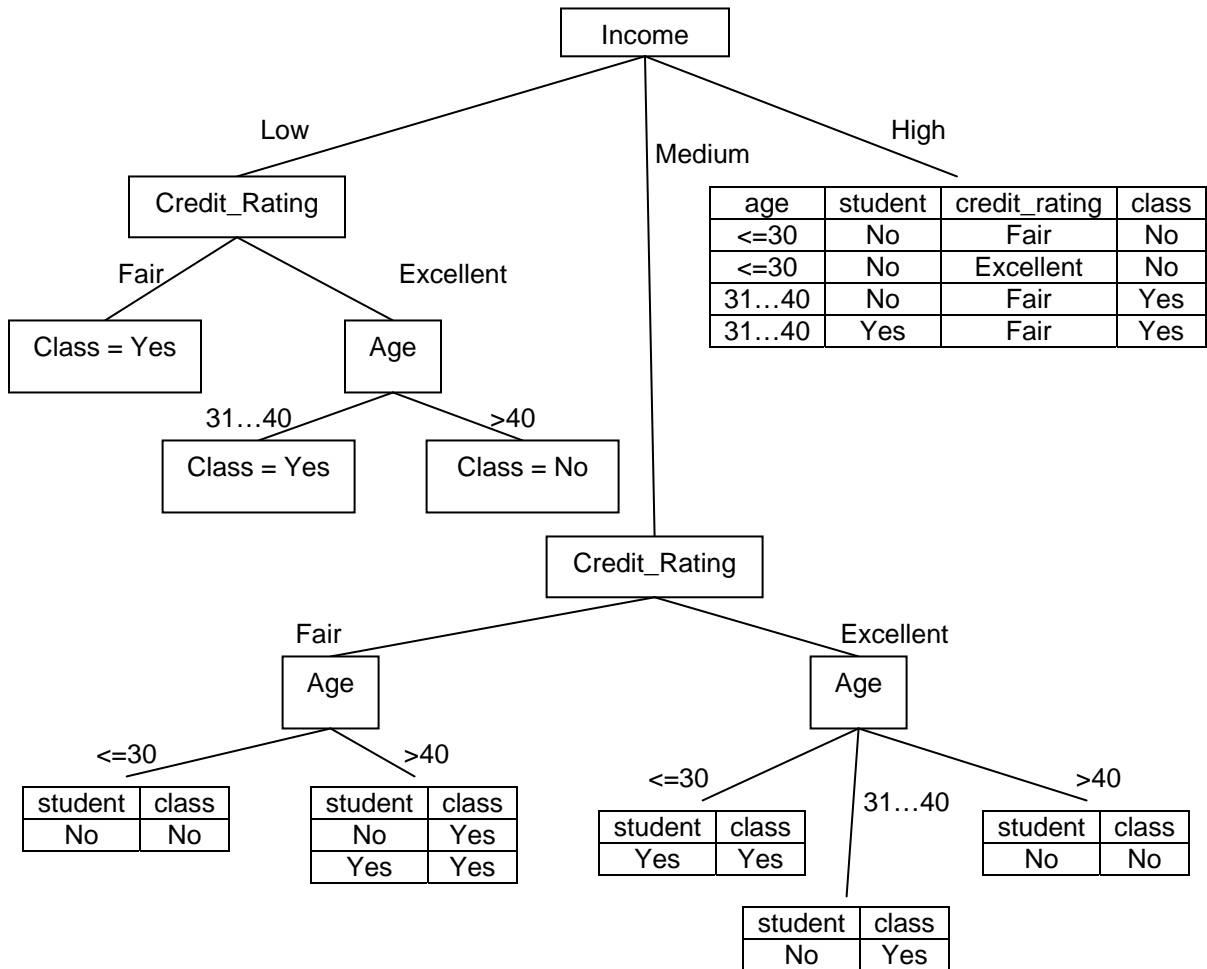 Income
Low
Medium
High
Credit_Rating
age student credit_rating class
<=30 No Fair No
<=30 No Excellent No
31…40 No Fair Yes
31…40 Yes Fair Yes
Fair
Excellent
Class = Yes
Age
31…40
>40
Class = Yes
Class = No
Credit_Rating
Fair
Excellent
Age
Age
<=30
>40
<=30
31…40
>40
student class
No No
student class
No Yes
Yes Yes
student class
Yes Yes
student class
No No
student class
No Yes